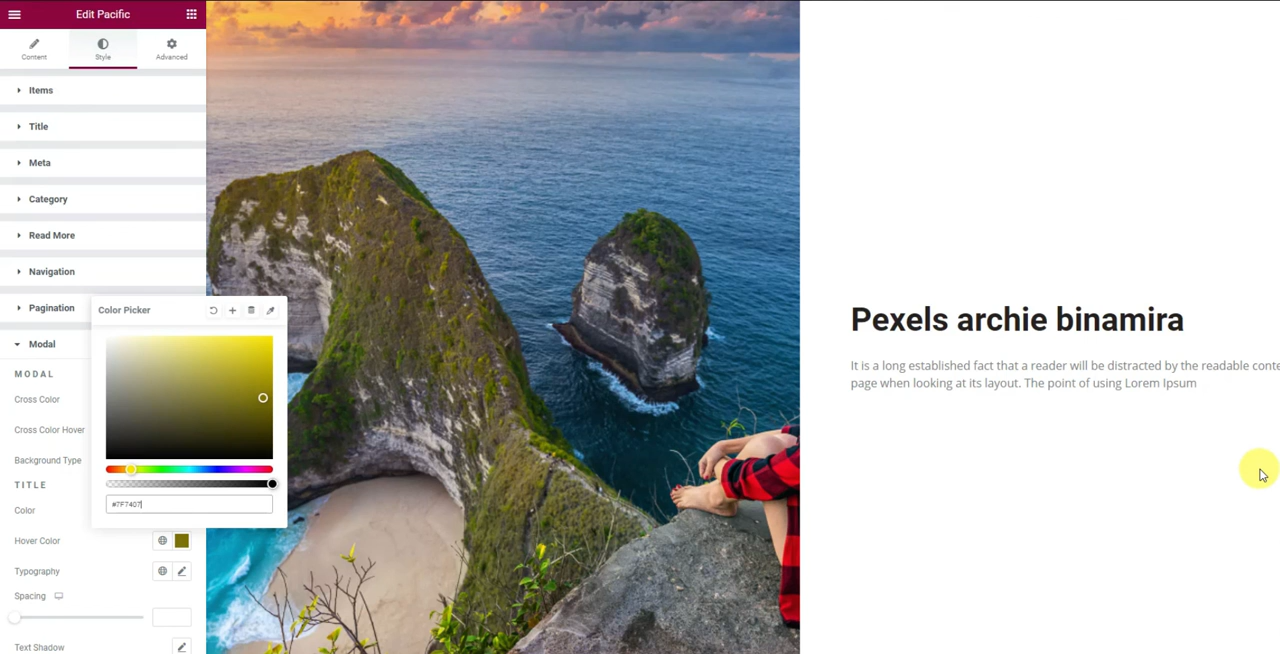 Edit Pacific
Content
Style
Advanced
Items
Title
Meta
Category
Read More
Navigation
Pagination
Modal
MODAL
Cross Color
Cross Color Hover
Background Type
TITLE
Color
Hover Color
Typography
Spacing
Text Shadow
Color Picker
#7F7407
Pexels archie binamira
It is a long established fact that a reader will be distracted by the readable conte
page when looking at its layout. The point of using Lorem Ipsum